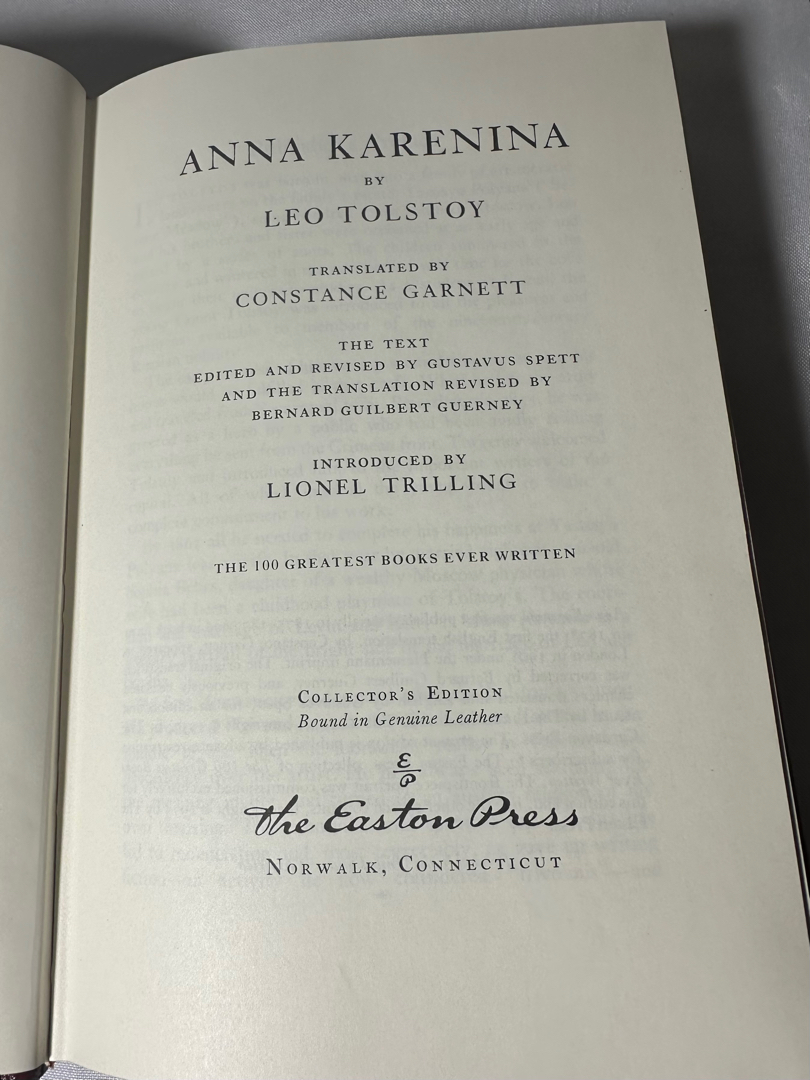 ANNA KARENINA
BY
LEO TOLSTOY
TRANSLATED BY
CONSTANCE GARNETT
THE TEXT
EDITED AND REVISED BY GUSTAVUS SPETT
AND THE TRANSLATION REVISED BY
BERNARD GUILBERT GUERNEY
INTRODUCED BY
LIONEL TRILLING
THE 100 GREATEST BOOKS EVER WRITTEN
COLLECTOR'S EDITION
Bound in Genuine Leather
E
P
The Easton Press
NORWALK, CONNECTICUT